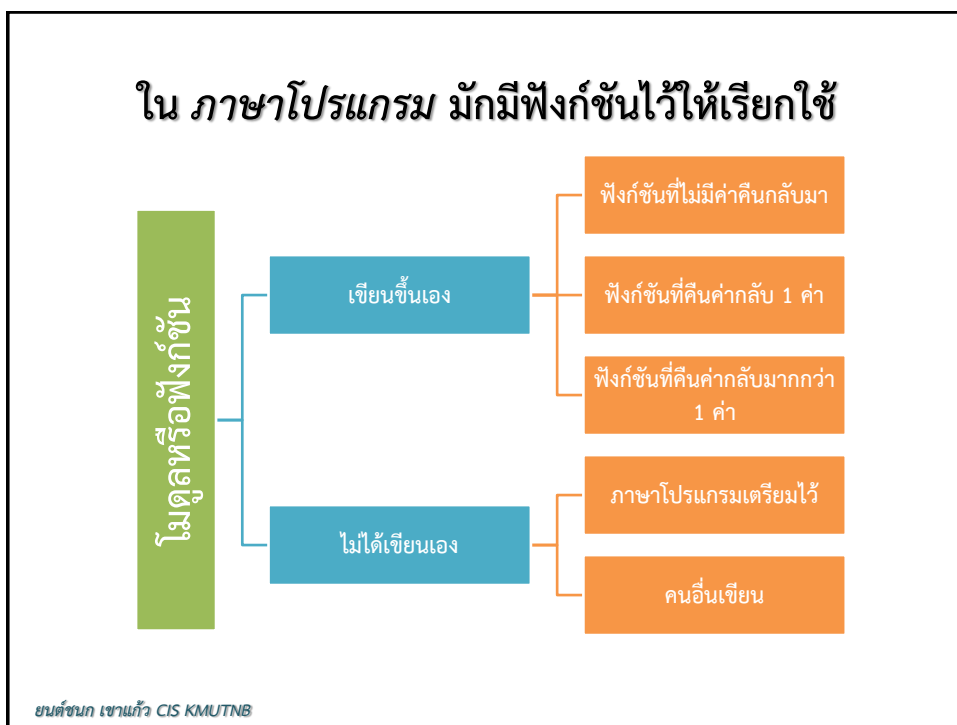 ใน ภาษาโปรแกรม มักมีฟังก์ชันไว้ให้เรียกใช้
โมดูลหรือฟังก์ชัน
เขียนขึ้นเอง
ฟังก์ชันที่ไม่มีค่าคืนกลับมา
ฟังก์ชันที่คืนค่ากลับ 1 ค่า
ฟังก์ชันที่คืนค่ากลับมากกว่า
1 ค่า
ไม่ได้เขียนเอง
ภาษาโปรแกรมเตรียมไว้
คนอื่นเขียน
ยนต์ชนก เขาแก้ว CIS KMUTNB